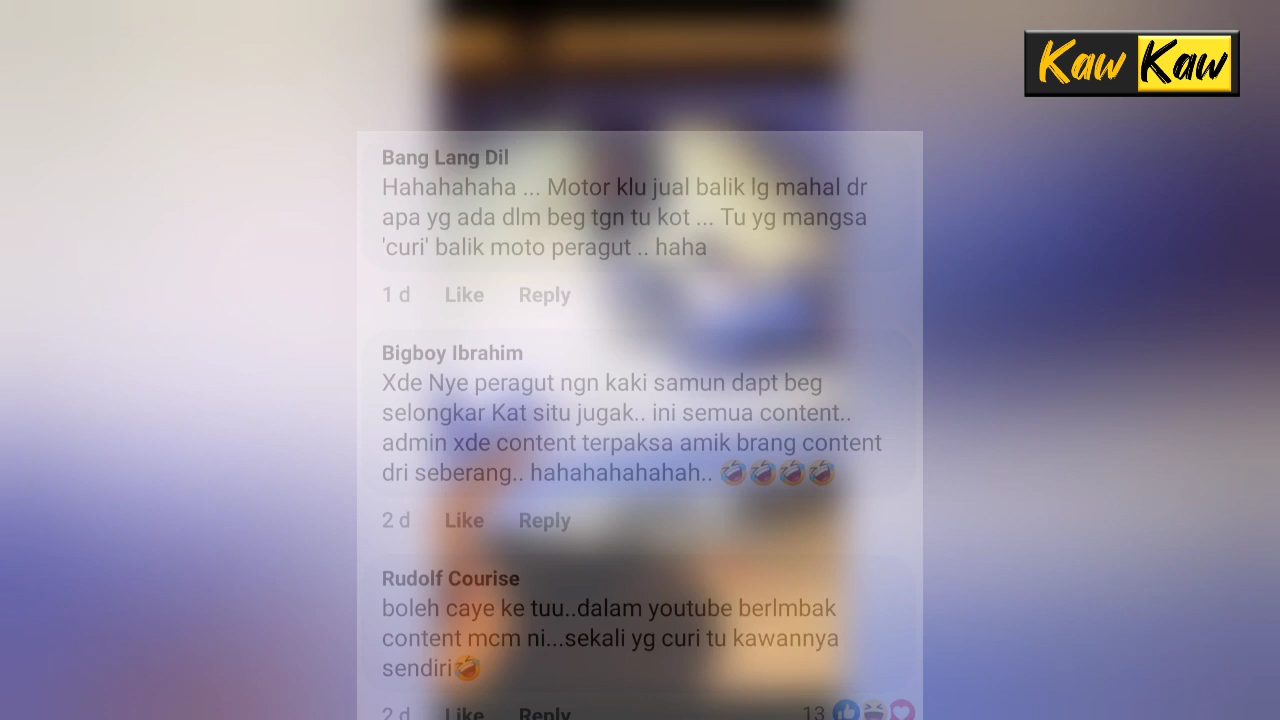 Kaw Kaw
Bang Lang Dil
Hahahahaha ... Motor klu jual balik lg mahal dr
apa yg ada dlm beg tgn tu kot ... Tu yg mangsa
'curi' balik moto peragut .. haha
1 d Like Reply
Bigboy Ibrahim
Xde Nye peragut ngn kaki samun dapt beg
selongkar Kat situ jugak.. ini semua content..
admin xde content terpaksa amik brang content
dri seberang.. hahahahahahah.. 🤣🤣🤣🤣
2 d Like Reply
Rudolf Courise
boleh caye ke tuu..dalam youtube berlmbak
content mcm ni...sekali yg curi tu kawannya
sendiri🤣
2 d Like Reply 13